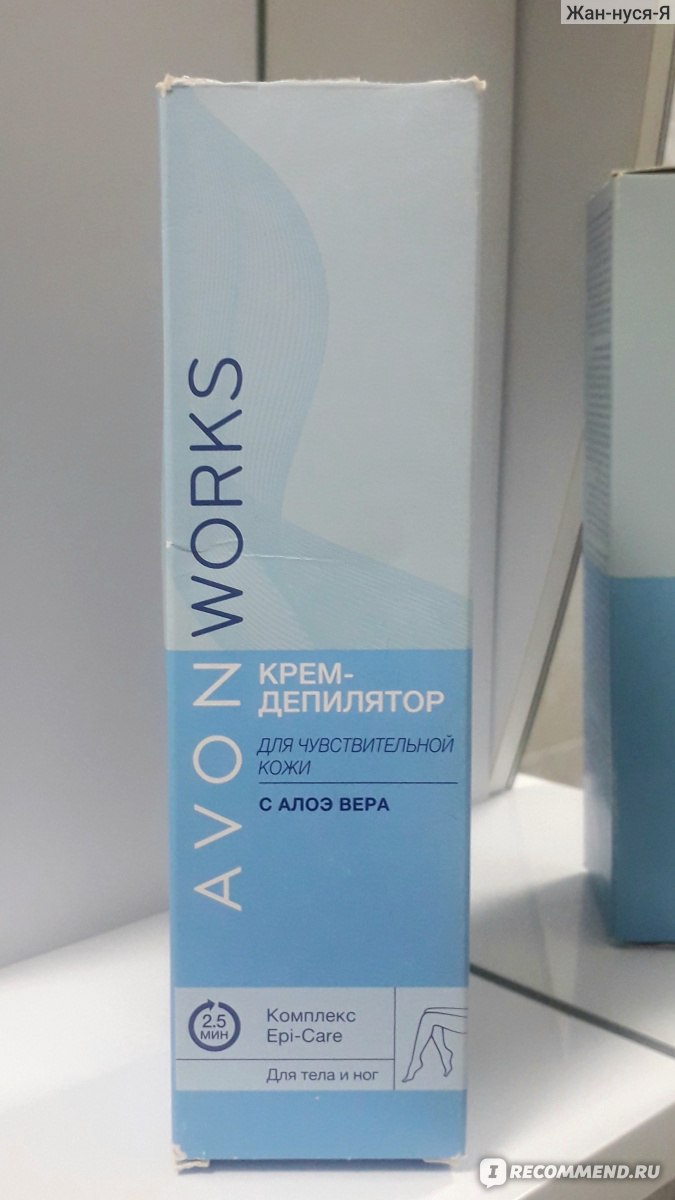 Жан-нуся-Я
AVON WORKS
КРЕМ-
ДЕПИЛЯТОР
ДЛЯ ЧУВСТВИТЕЛЬНОЙ
КОЖИ
С АЛОЭ ВЕРА
2.5
МИН
Комплекс
Epi-Care
Для тела и ног
IRECOMMEND.RU